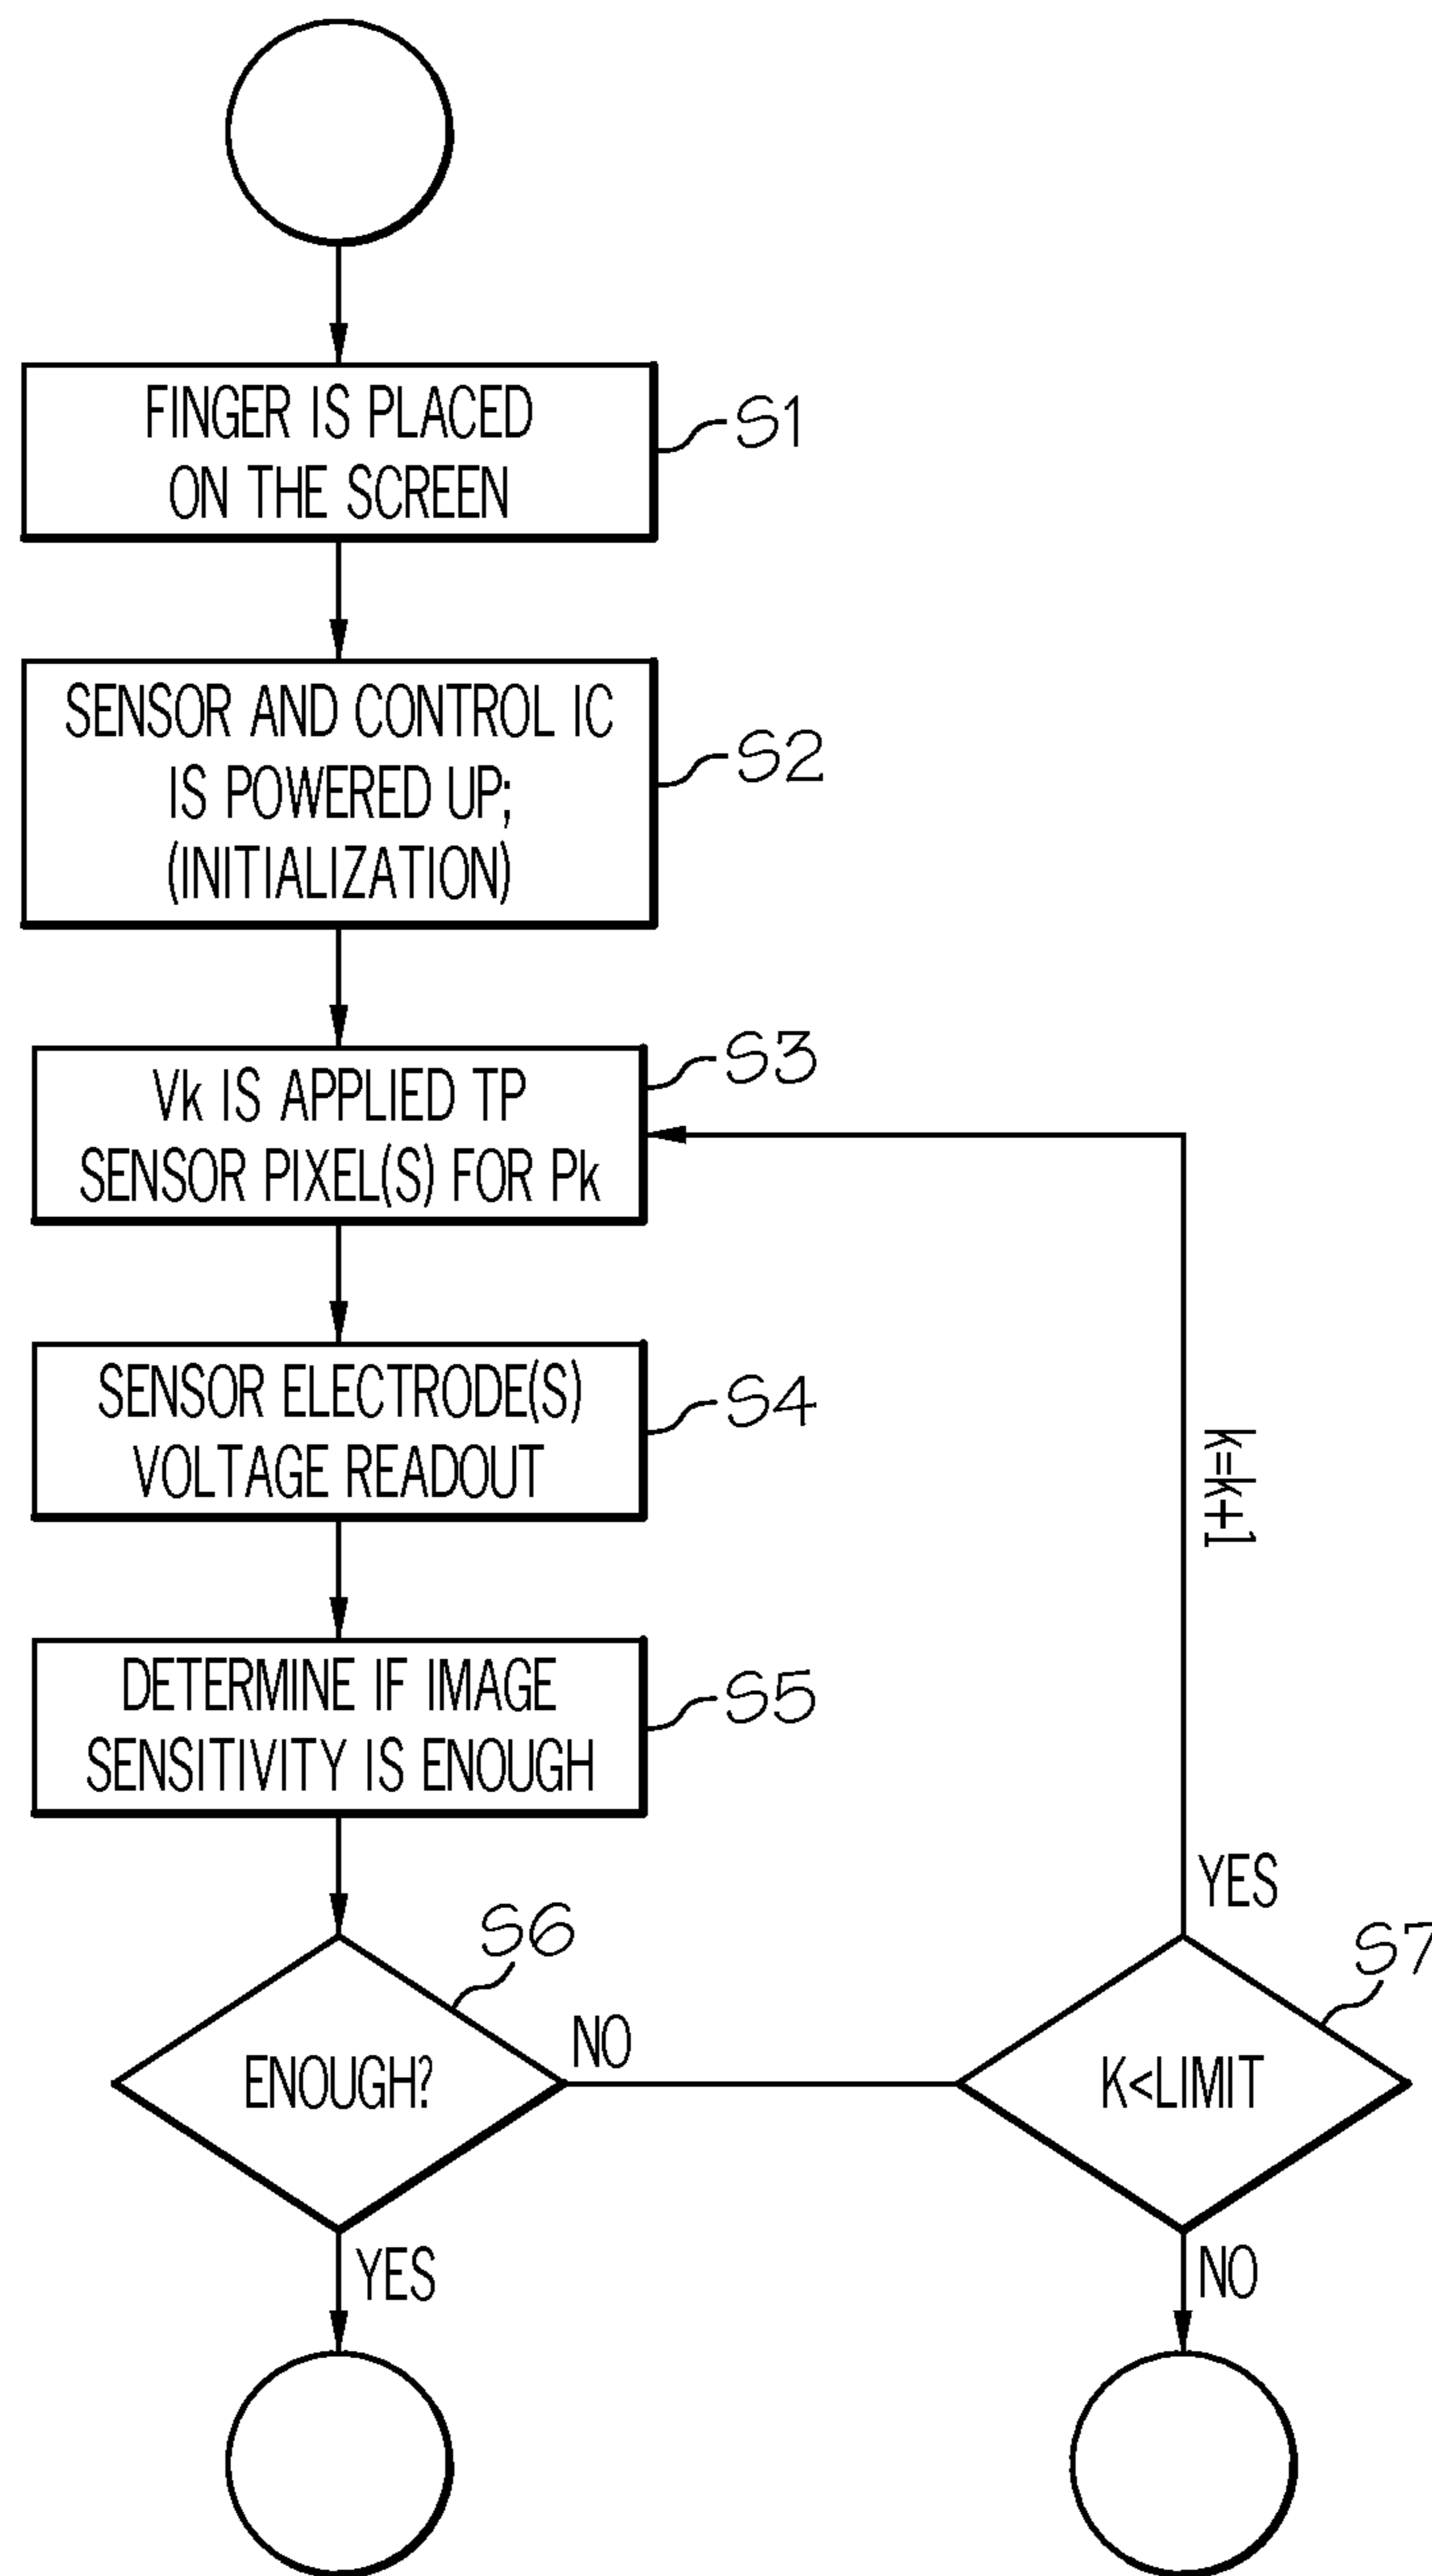 FINGER IS PLACED
ON THE SCREEN
S1
SENSOR AND CONTROL IC
IS POWERED UP;
(INITIALIZATION)
S2
Vk IS APPLIED TP
SENSOR PIXEL(S) FOR Pk
S3
SENSOR ELECTRODE(S)
VOLTAGE READOUT
S4
k=k+1
DETERMINE IF IMAGE
SENSITIVITY IS ENOUGH
S5
YES
S6
S7
ENOUGH?
NO
K<LIMIT
YES
NO